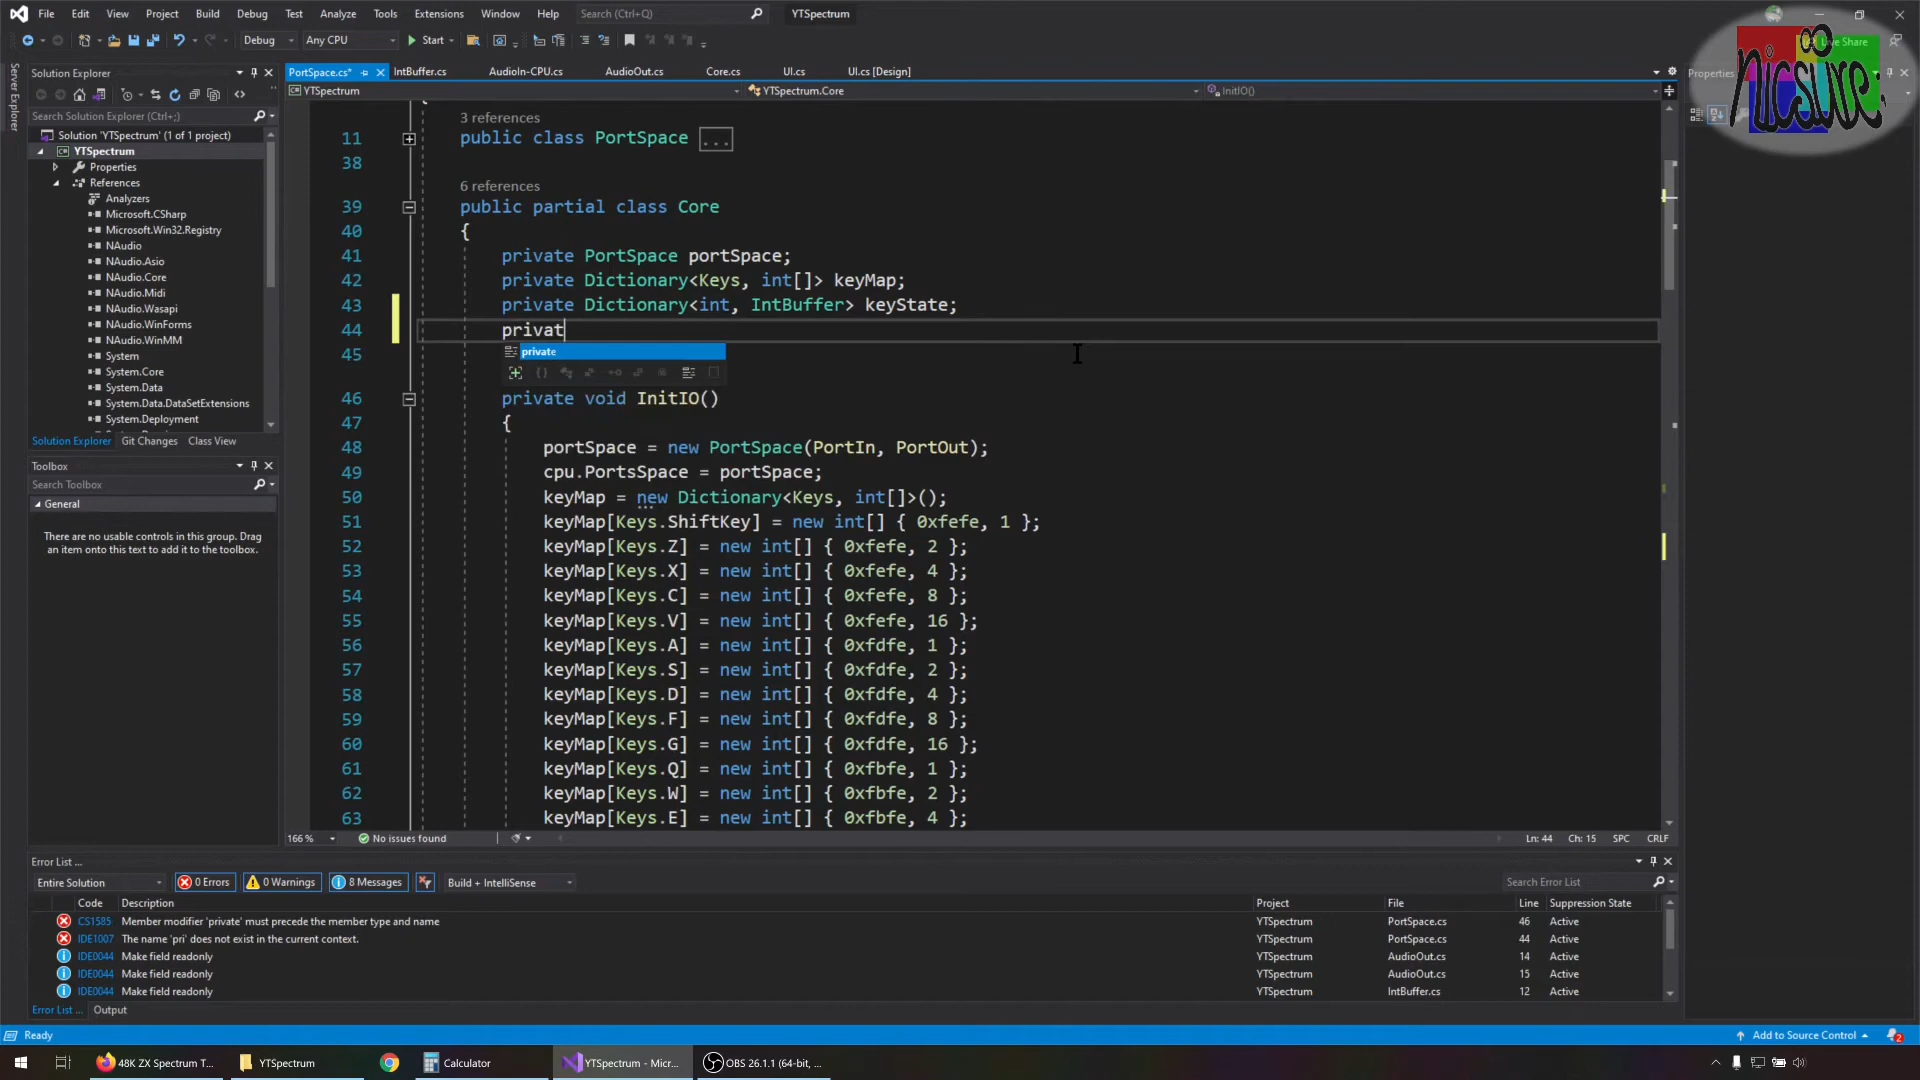 File Edit View Project Build Debug Test Analyze Tools Extensions Window Help Search (Ctrl+Q) YTSpectrum
Debug Any CPU Start Live Share
nicsure
Server Explorer
Solution Explorer
Search Solution Explorer (Ctrl+;)
Solution 'YTSpectrum' (1 of 1 project)
YTSpectrum
Properties
References
Analyzers
Microsoft.CSharp
Microsoft.Win32.Registry
NAudio
NAudio.Asio
NAudio.Core
NAudio.Midi
NAudio.Wasapi
NAudio.WinForms
NAudio.WinMM
System
System.Core
System.Data
System.Data.DataSetExtensions
System.Deployment
Solution Explorer Git Changes Class View
Toolbox
Search Toolbox
General
There are no usable controls in this group. Drag
an item onto this text to add it to the toolbox.
PortSpace.cs* IntBuffer.cs AudioIn-CPU.cs AudioOut.cs Core.cs UI.cs UI.cs [Design]
YTSpectrum YTSpectrum.Core InitIO()
3 references
11 public class PortSpace ...
38
6 references
39 public partial class Core
40 {
41 private PortSpace portSpace;
42 private Dictionary<Keys, int[]> keyMap;
43 private Dictionary<int, IntBuffer> keyState;
44 privat
private
45
46 private void InitIO()
47 {
48 portSpace = new PortSpace(PortIn, PortOut);
49 cpu.PortsSpace = portSpace;
50 keyMap = new Dictionary<Keys, int[]>();
51 keyMap[Keys.ShiftKey] = new int[] { 0xfefe, 1 };
52 keyMap[Keys.Z] = new int[] { 0xfefe, 2 };
53 keyMap[Keys.X] = new int[] { 0xfefe, 4 };
54 keyMap[Keys.C] = new int[] { 0xfefe, 8 };
55 keyMap[Keys.V] = new int[] { 0xfefe, 16 };
56 keyMap[Keys.A] = new int[] { 0xfdfe, 1 };
57 keyMap[Keys.S] = new int[] { 0xfdfe, 2 };
58 keyMap[Keys.D] = new int[] { 0xfdfe, 4 };
59 keyMap[Keys.F] = new int[] { 0xfdfe, 8 };
60 keyMap[Keys.G] = new int[] { 0xfdfe, 16 };
61 keyMap[Keys.Q] = new int[] { 0xfbfe, 1 };
62 keyMap[Keys.W] = new int[] { 0xfbfe, 2 };
63 keyMap[Keys.E] = new int[] { 0xfbfe, 4 };
166 % No issues found Ln: 44 Ch: 15 SPC CRLF
Properties
Error List ...
Entire Solution 0 Errors 0 Warnings 8 Messages Build + IntelliSense Search Error List
Code Description Project File Line Suppression State
CS1585 Member modifier 'private' must precede the member type and name YTSpectrum PortSpace.cs 46 Active
IDE1007 The name 'pri' does not exist in the current context. YTSpectrum PortSpace.cs 44 Active
IDE0044 Make field readonly YTSpectrum AudioOut.cs 14 Active
IDE0044 Make field readonly YTSpectrum AudioOut.cs 15 Active
IDE0044 Make field readonly YTSpectrum IntBuffer.cs 12 Active
Error List ... Output
Ready Add to Source Control 2
48K ZX Spectrum T... YTSpectrum Calculator YTSpectrum - Micr... OBS 26.1.1 (64-bit, ...